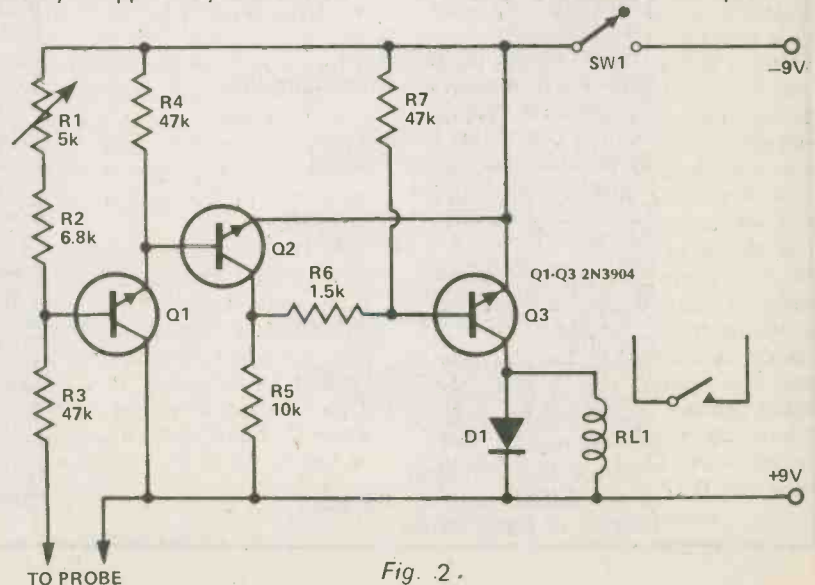 SW1
–9V
R1
5k
R4
47k
R7
47k
R2
6.8k
Q2
R6
1.5k
Q1-Q3 2N3904
Q1
Q3
R3
47k
R5
10k
D1
RL1
+9V
TO PROBE
Fig. 2.